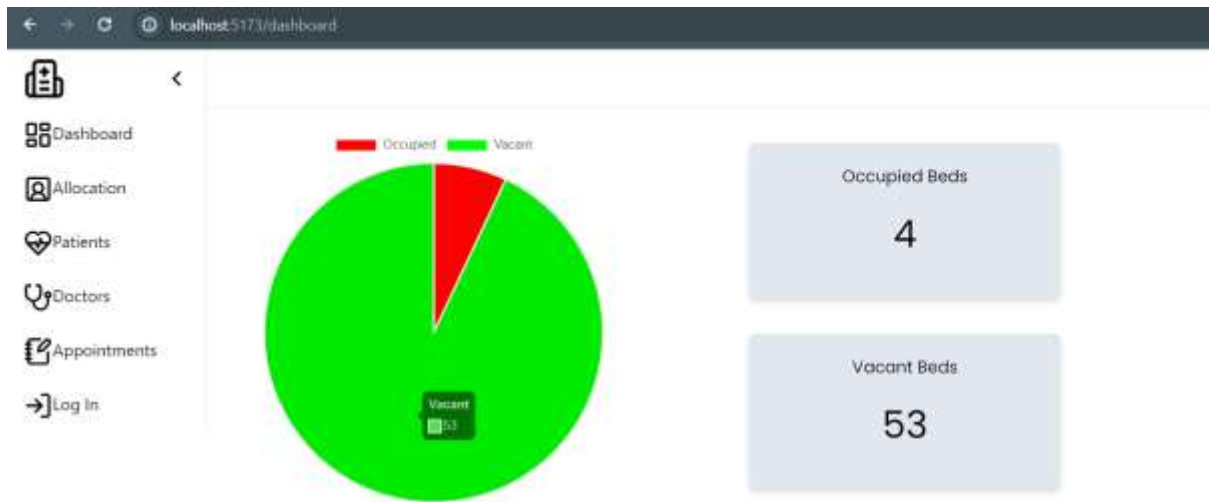 localhost:5173/dashboard
Dashboard
Allocation
Patients
Doctors
Appointments
Log In
Occupied Vacant
Vacant
53
Occupied Beds
4
Vacant Beds
53